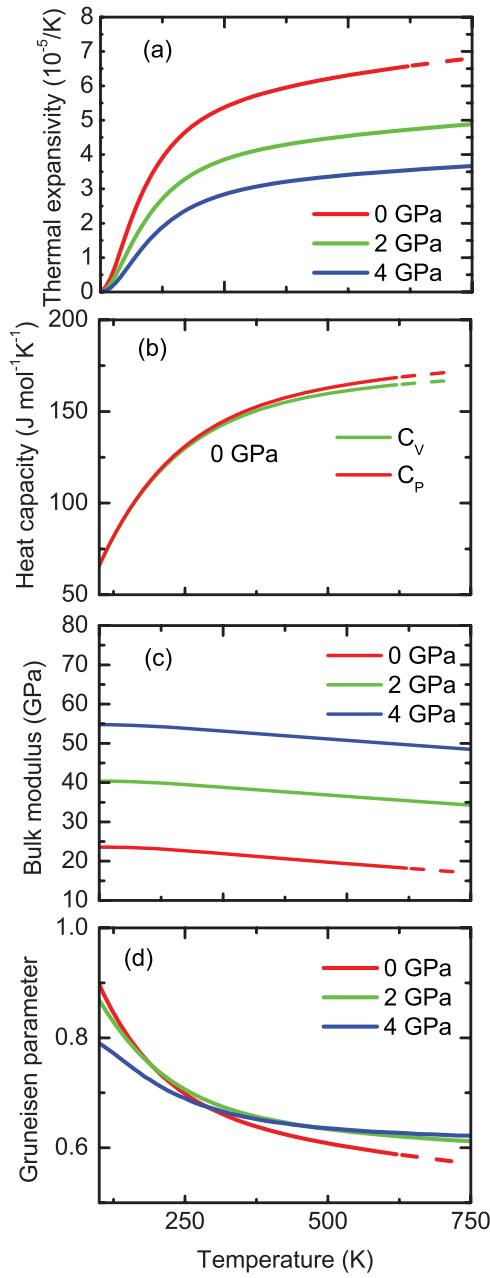 8
7
6
5
4
3
2
1
0
Thermal expansivity (10⁻⁵/K)
(a)
0 GPa
2 GPa
4 GPa
200
150
100
50
Heat capacity (J mol⁻¹K⁻¹)
(b)
0 GPa
C_V
C_P
80
70
60
50
40
30
20
10
Bulk modulus (GPa)
(c)
0 GPa
2 GPa
4 GPa
1.0
0.8
0.6
Gruneisen parameter
(d)
0 GPa
2 GPa
4 GPa
250 500 750
Temperature (K)